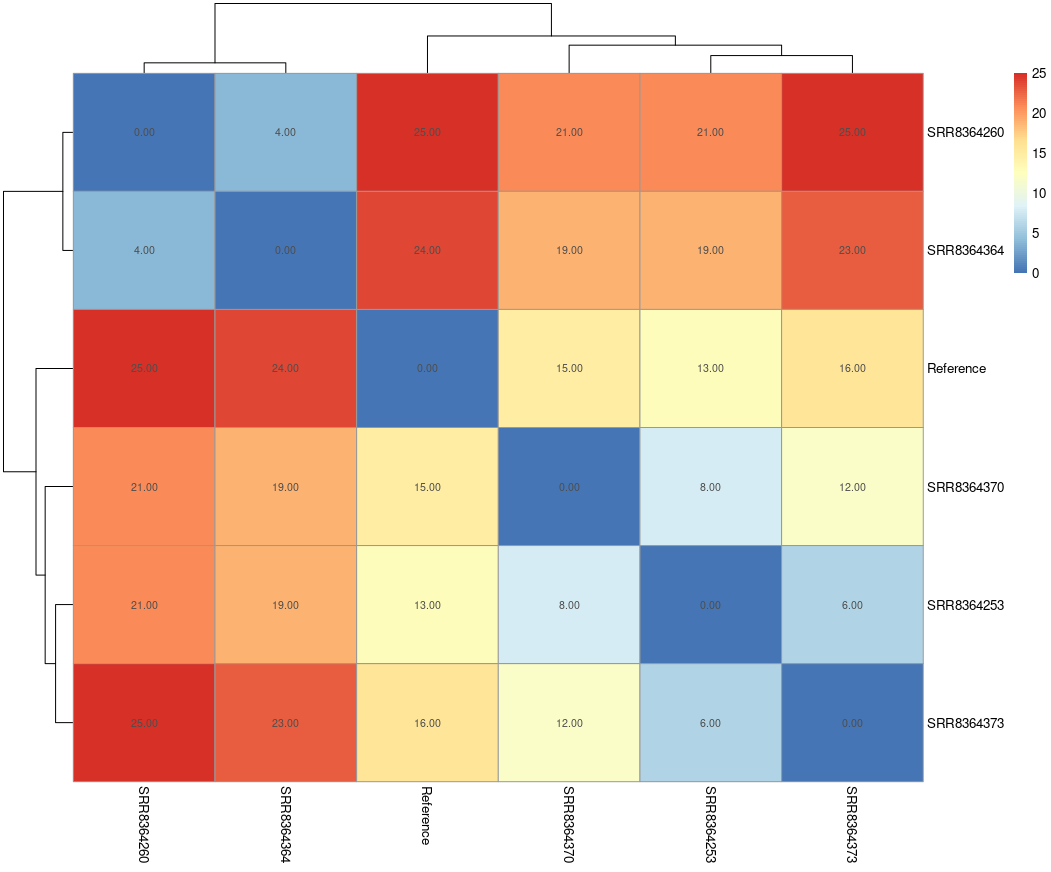 25
20
15
10
5
0
0.00 4.00 25.00 21.00 21.00 25.00 SRR8364260
4.00 0.00 24.00 19.00 19.00 23.00 SRR8364364
25.00 24.00 0.00 15.00 13.00 16.00 Reference
21.00 19.00 15.00 0.00 8.00 12.00 SRR8364370
21.00 19.00 13.00 8.00 0.00 6.00 SRR8364253
25.00 23.00 16.00 12.00 6.00 0.00 SRR8364373
SRR8364260
SRR8364364
Reference
SRR8364370
SRR8364253
SRR8364373